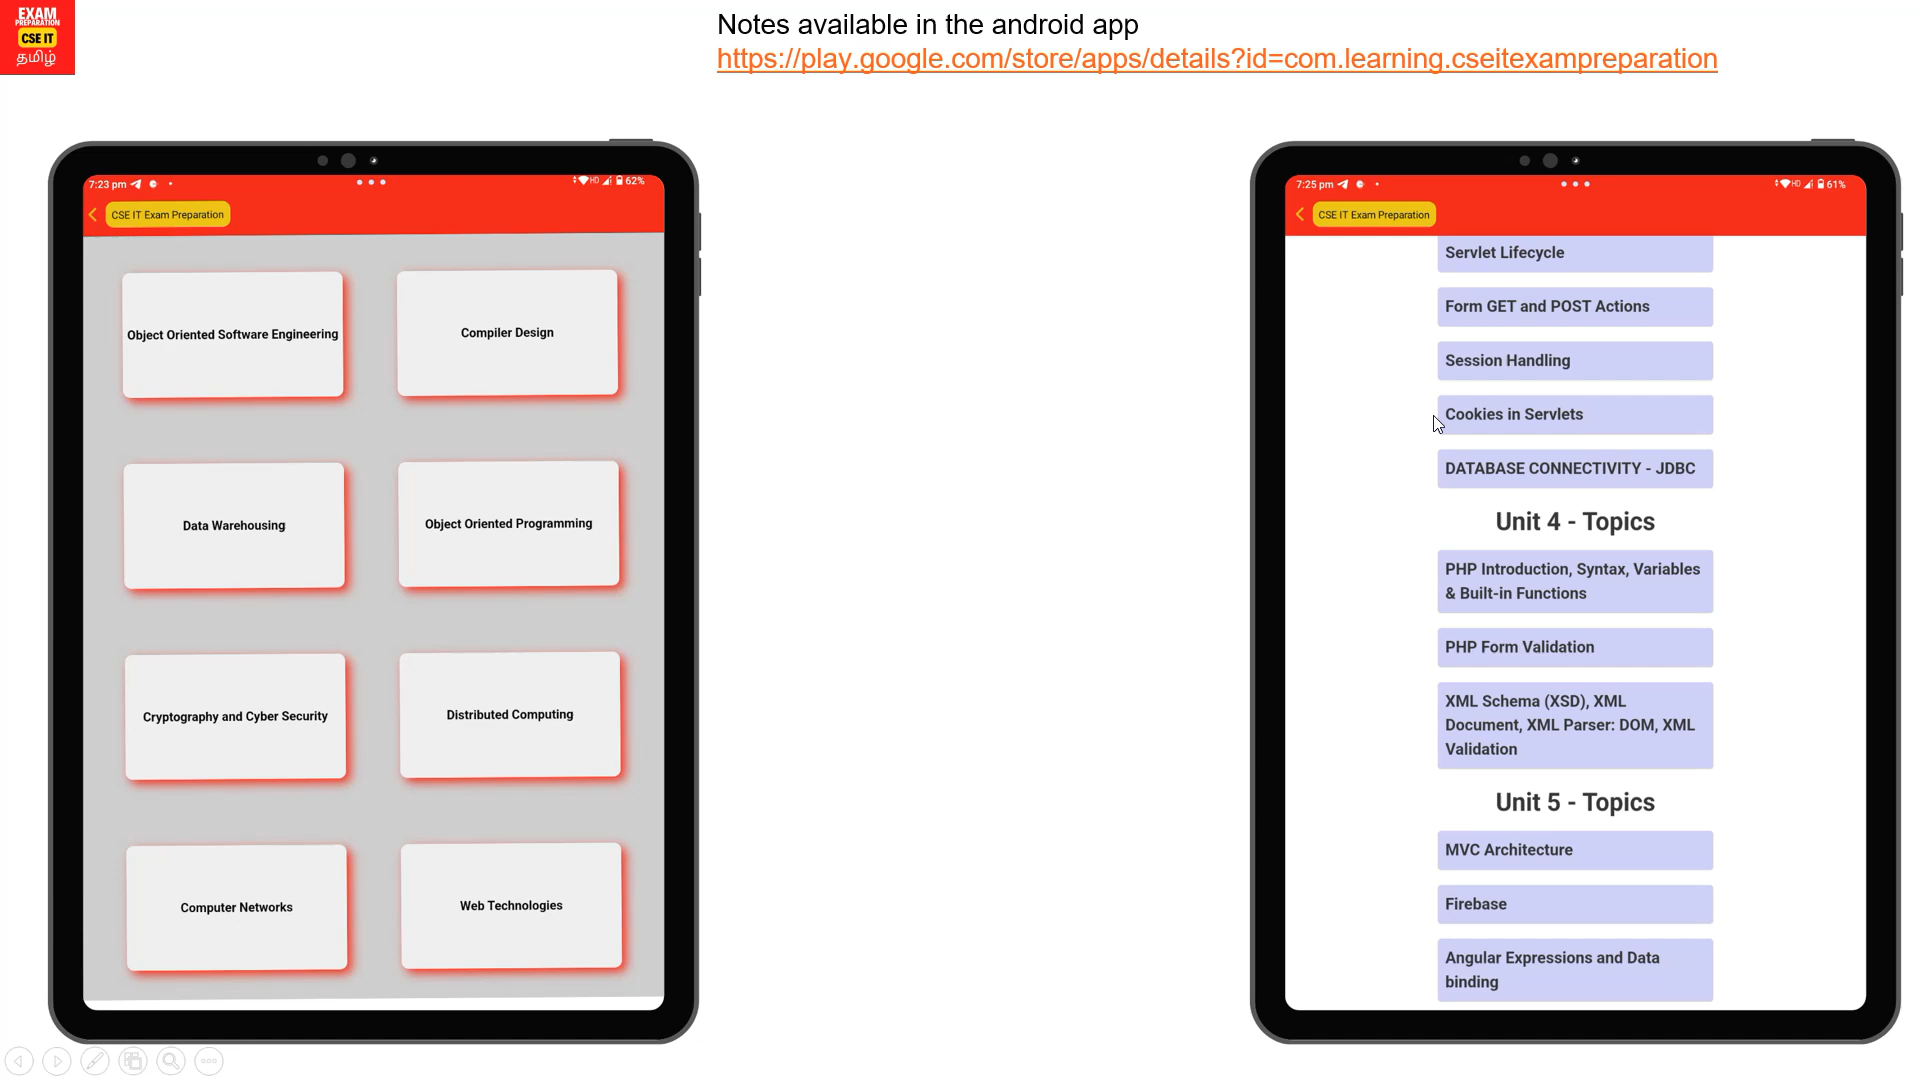 EXAM
PREPARATION
CSE IT
தமிழ்
Notes available in the android app
https://play.google.com/store/apps/details?id=com.learning.cseitexampreparation
7:23 pm
HD
62%
CSE IT Exam Preparation
Object Oriented Software Engineering
Compiler Design
Data Warehousing
Object Oriented Programming
Cryptography and Cyber Security
Distributed Computing
Computer Networks
Web Technologies
7:25 pm
HD
61%
CSE IT Exam Preparation
Servlet Lifecycle
Form GET and POST Actions
Session Handling
Cookies in Servlets
DATABASE CONNECTIVITY - JDBC
Unit 4 - Topics
PHP Introduction, Syntax, Variables
& Built-in Functions
PHP Form Validation
XML Schema (XSD), XML
Document, XML Parser: DOM, XML
Validation
Unit 5 - Topics
MVC Architecture
Firebase
Angular Expressions and Data
binding